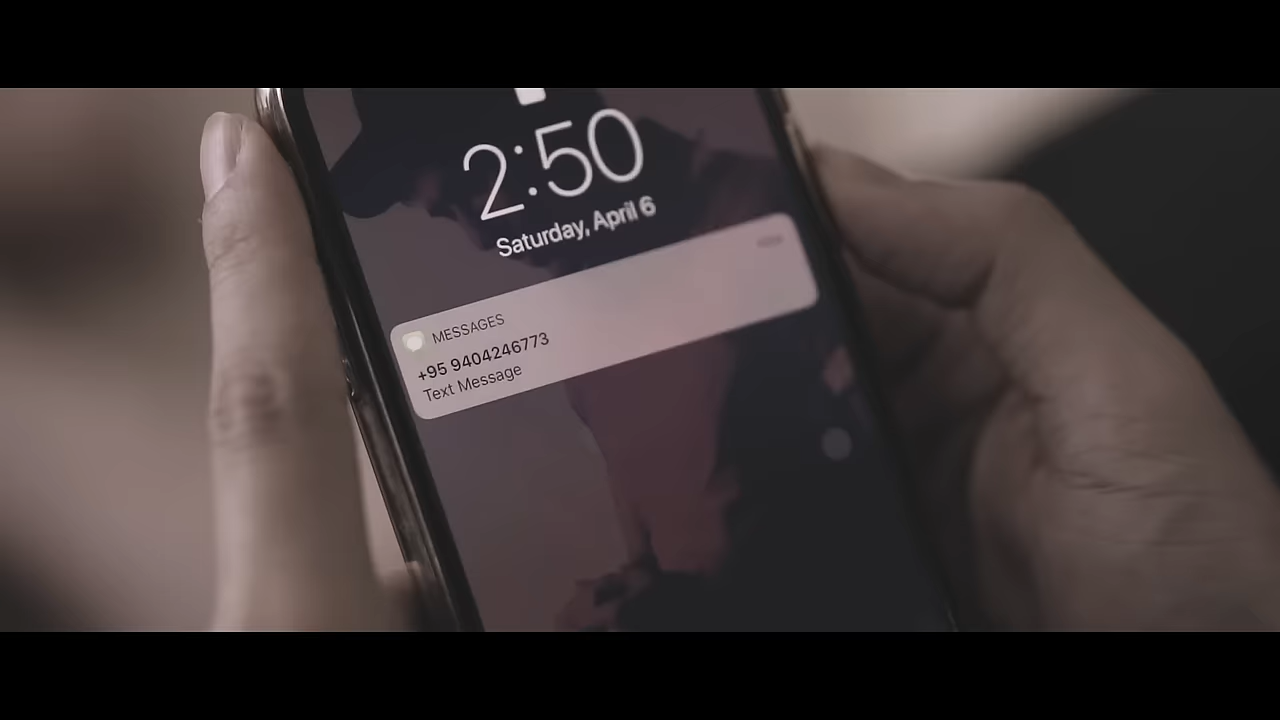 2:50
Saturday, April 6
MESSAGES
+95 9404246773
Text Message